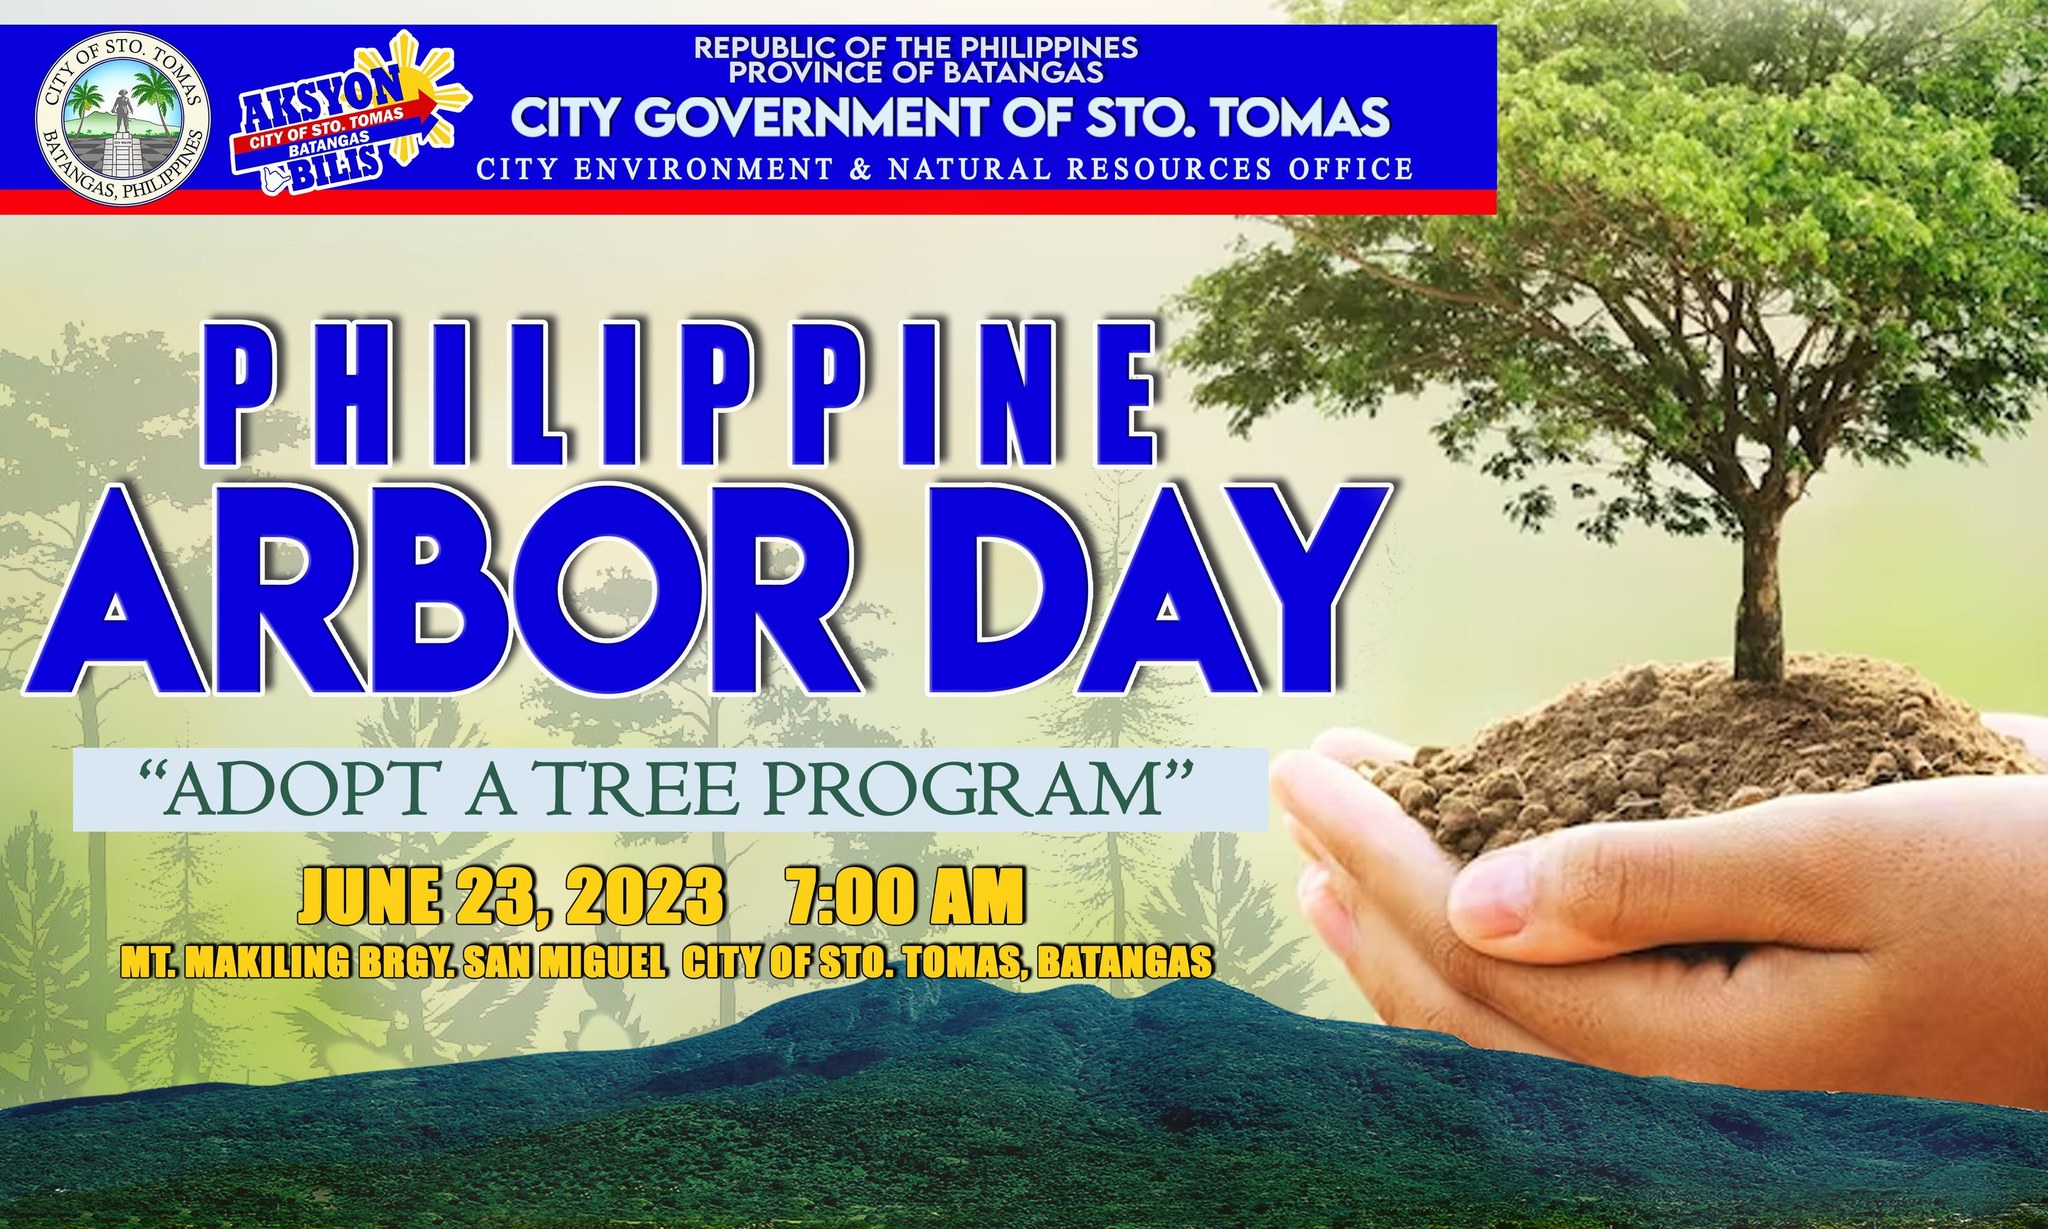 CITY OF STO. TOMAS
BATANGAS, PHILIPPINES
AKSYON
CITY OF STO. TOMAS
BATANGAS
BILIS
REPUBLIC OF THE PHILIPPINES
PROVINCE OF BATANGAS
CITY GOVERNMENT OF STO. TOMAS
CITY ENVIRONMENT & NATURAL RESOURCES OFFICE
PHILIPPINE
ARBOR DAY
“ADOPT A TREE PROGRAM”
JUNE 23, 2023 7:00 AM
MT. MAKILING BRGY. SAN MIGUEL CITY OF STO. TOMAS, BATANGAS